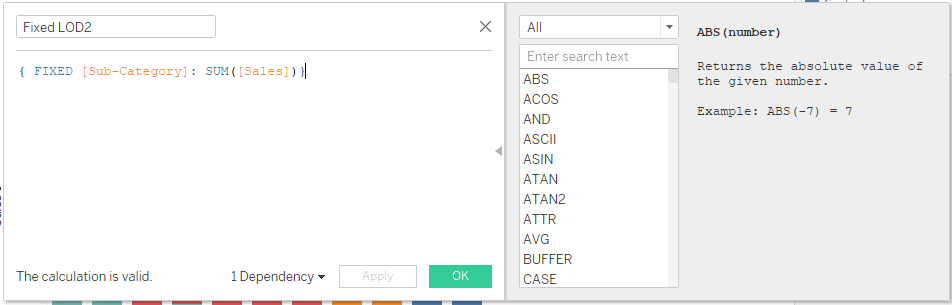 Fixed LOD2
{ FIXED [Sub-Category]: SUM([Sales])}
The calculation is valid.
1 Dependency
Apply
OK
All
Enter search text
ABS
ACOS
AND
ASCII
ASIN
ATAN
ATAN2
ATTR
AVG
BUFFER
CASE
ABS(number)
Returns the absolute value of
the given number.
Example: ABS(-7) = 7